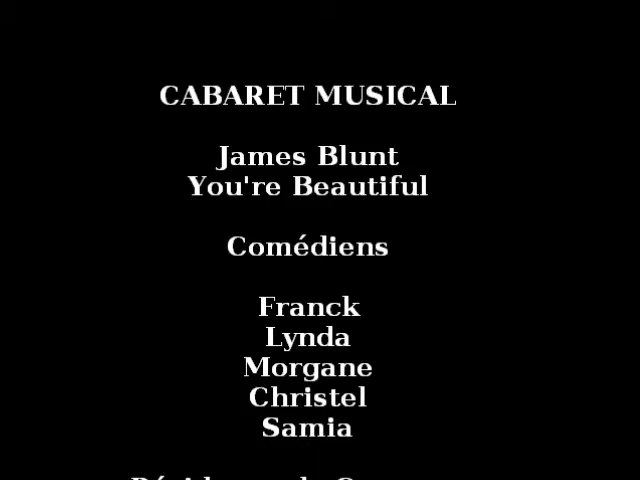 CABARET MUSICAL
James Blunt
You're Beautiful
Comédiens
Franck
Lynda
Morgane
Christel
Samia